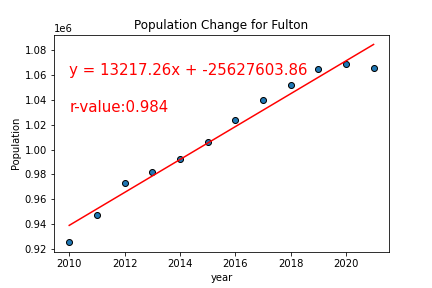 Population Change for Fulton
1e6
1.08
1.06
1.04
1.02
1.00
0.98
0.96
0.94
0.92
Population
y = 13217.26x + -25627603.86
r-value:0.984
2010
2012
2014
2016
2018
2020
year